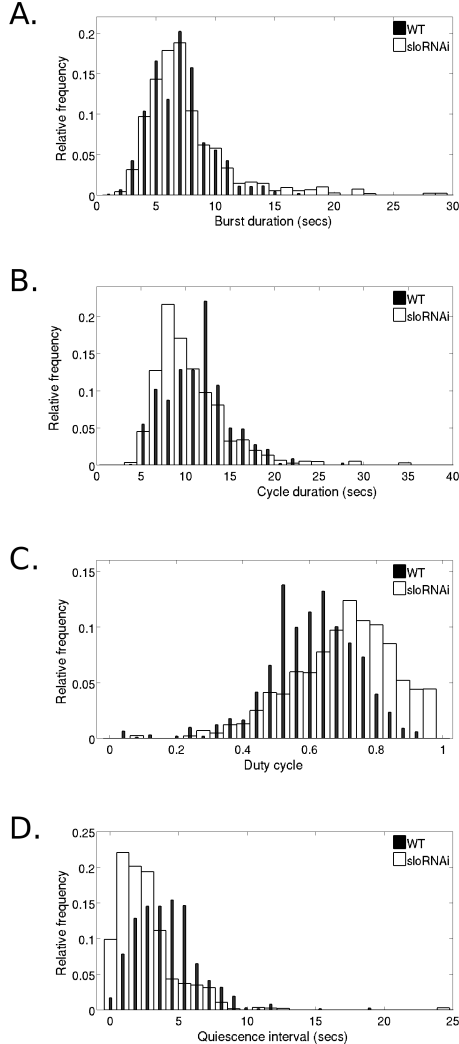 A.
0.2
0.15
0.1
0.05
0
Relative frequency
WT
sloRNAi
0 5 10 15 20 25 30
Burst duration (secs)
B.
0.2
0.15
0.1
0.05
0
Relative frequency
WT
sloRNAi
0 5 10 15 20 25 30 35 40
Cycle duration (secs)
C.
0.15
0.1
0.05
0
Relative frequency
WT
sloRNAi
0 0.2 0.4 0.6 0.8 1
Duty cycle
D.
0.25
0.2
0.15
0.1
0.05
0
Relative frequency
WT
sloRNAi
0 5 10 15 20 25
Quiescence interval (secs)